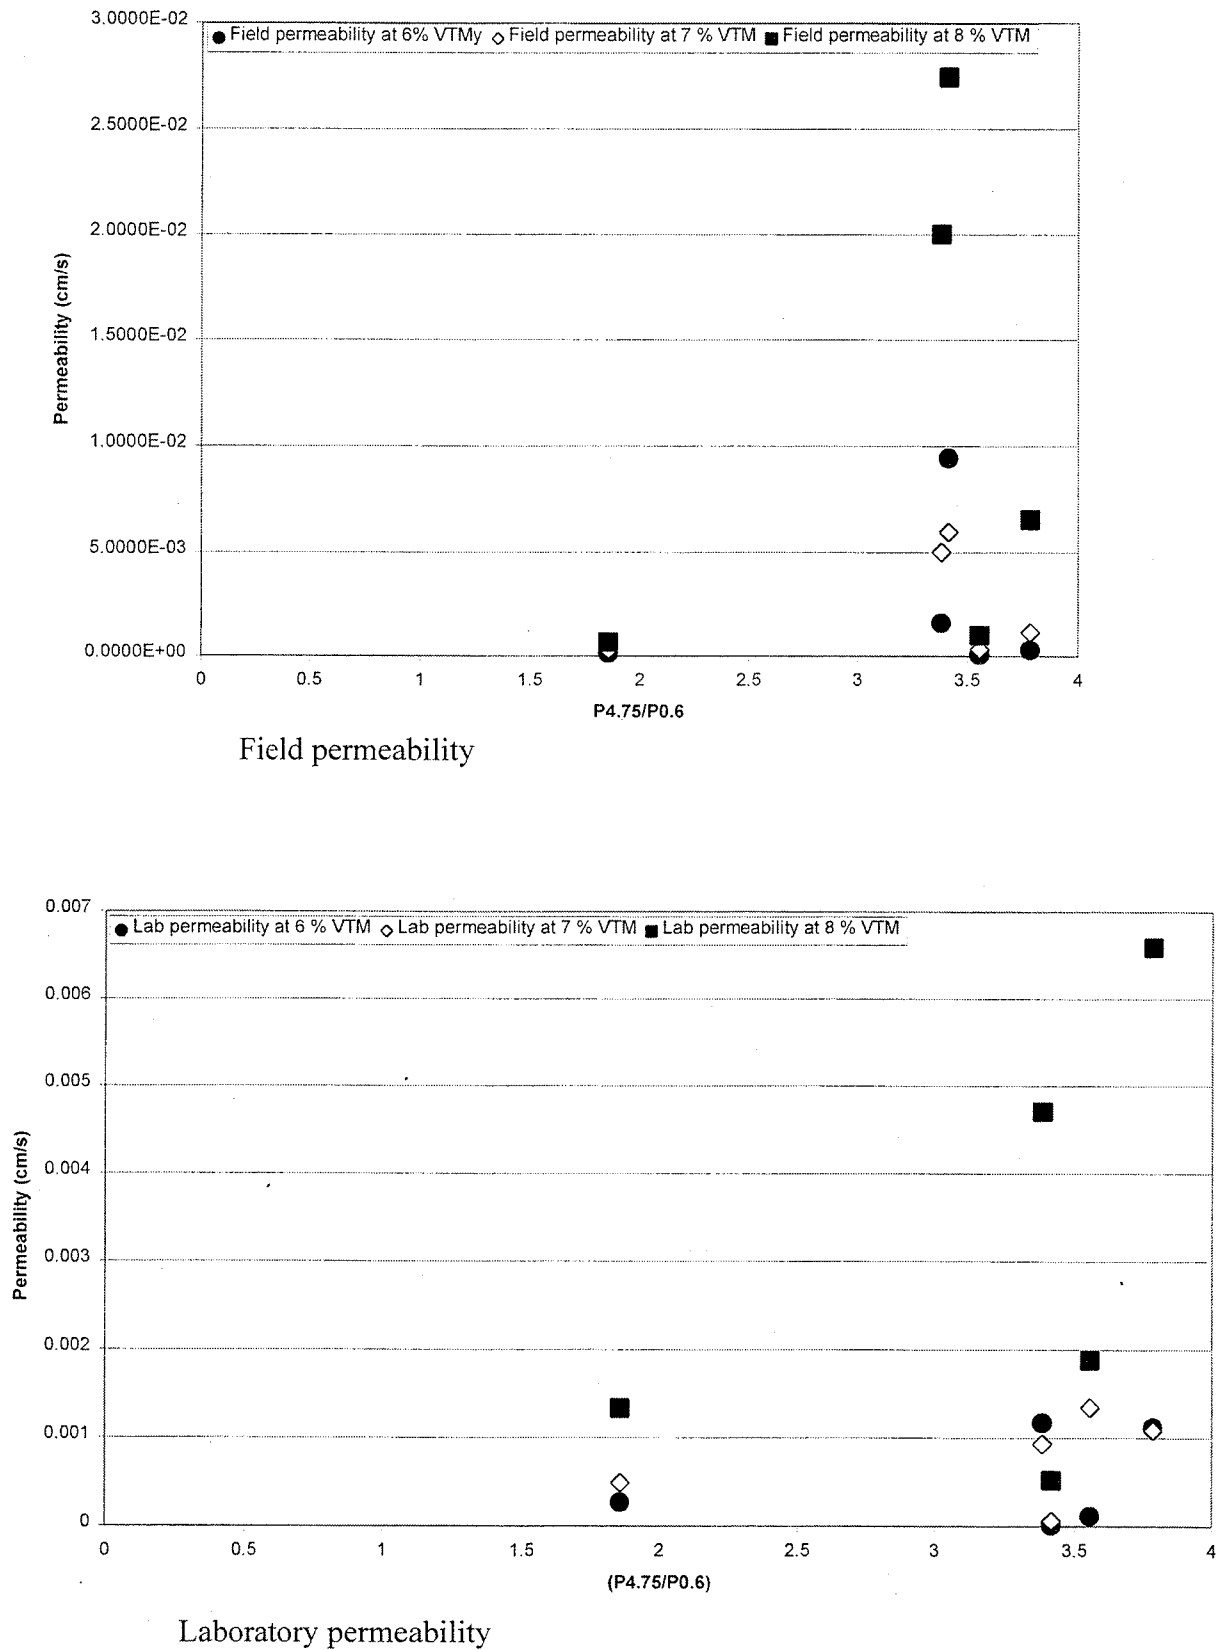 3.0000E-02
● Field permeability at 6% VTMy ◇ Field permeability at 7 % VTM ■ Field permeability at 8 % VTM
2.5000E-02
2.0000E-02
1.5000E-02
1.0000E-02
5.0000E-03
0.0000E+00
Permeability (cm/s)
0 0.5 1 1.5 2 2.5 3 3.5 4
P4.75/P0.6
Field permeability
0.007
● Lab permeability at 6 % VTM ◇ Lab permeability at 7 % VTM ■ Lab permeability at 8 % VTM
0.006
0.005
0.004
0.003
0.002
0.001
0
Permeability (cm/s)
0 0.5 1 1.5 2 2.5 3 3.5 4
(P4.75/P0.6)
Laboratory permeability